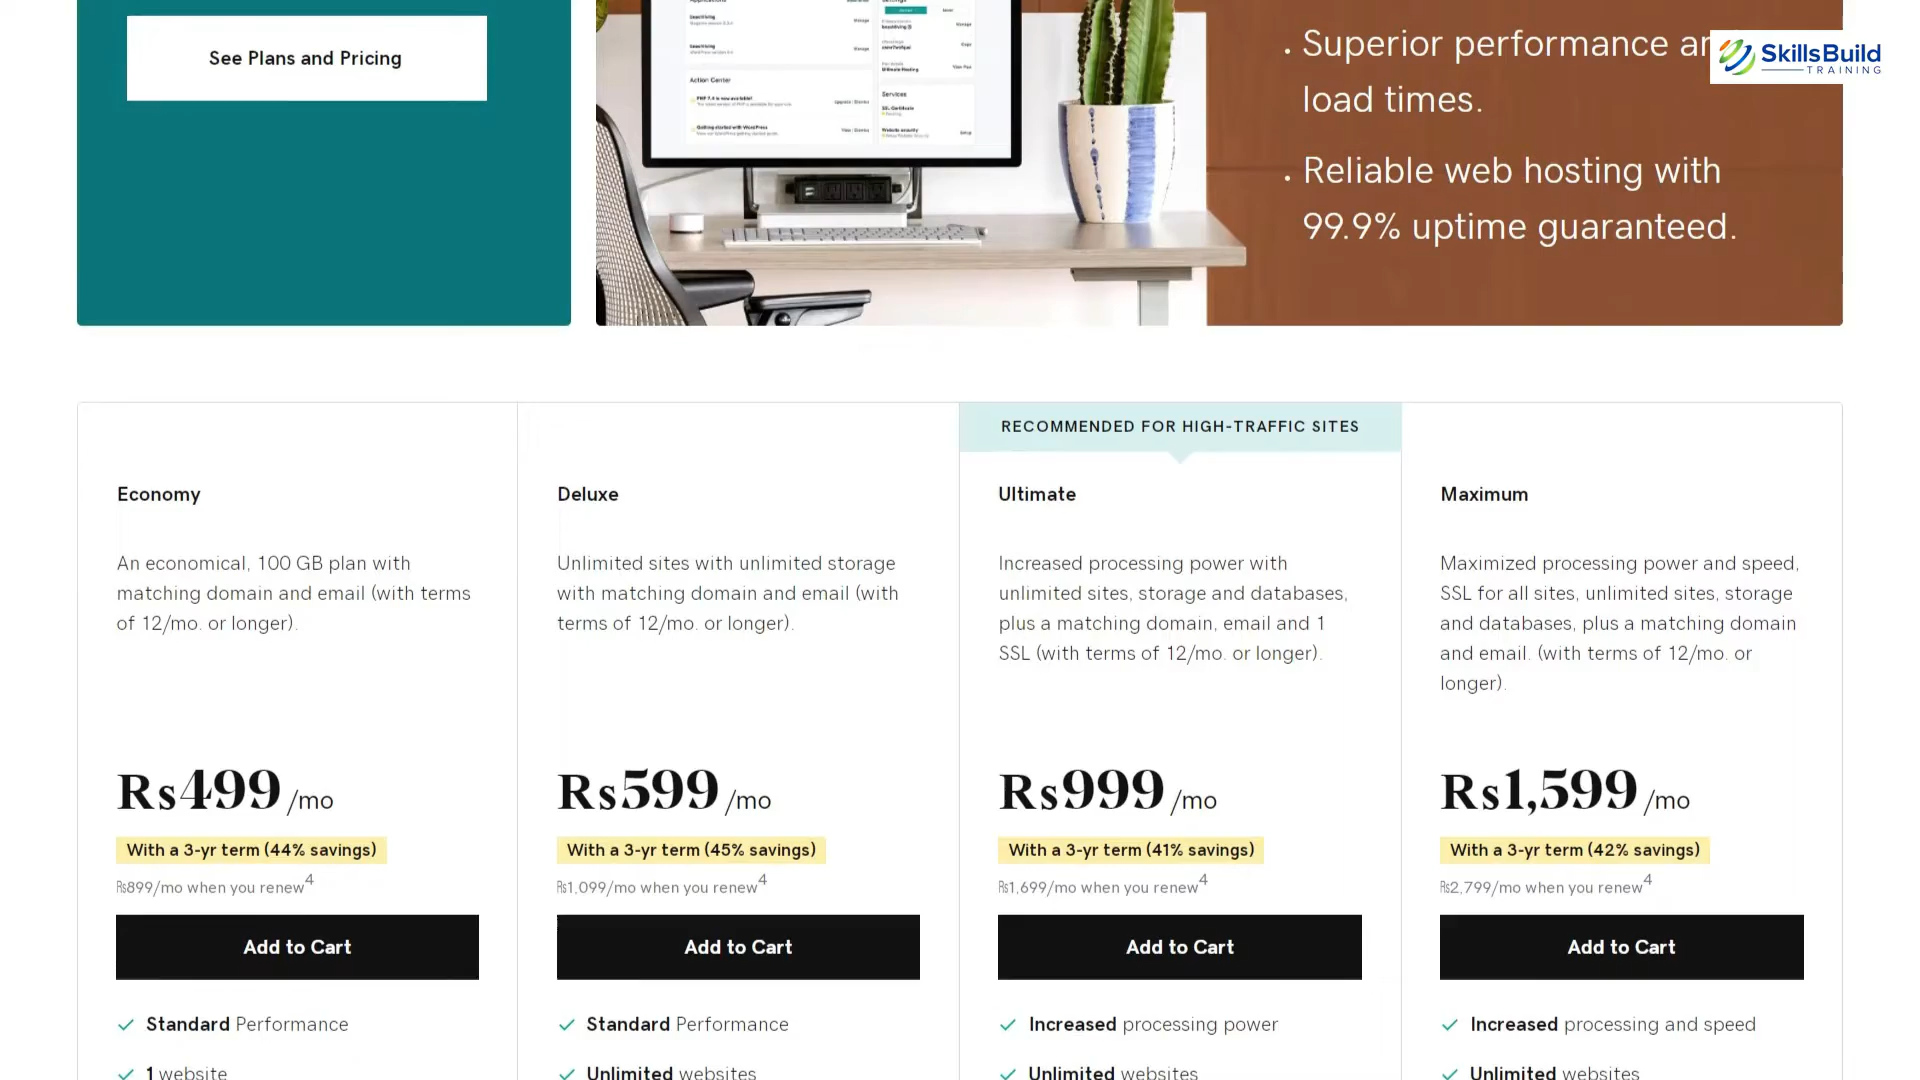 See Plans and Pricing
Action Center
Services
Superior performance ar
load times.
Reliable web hosting with
99.9% uptime guaranteed.
SkillsBuild
TRAINING
RECOMMENDED FOR HIGH-TRAFFIC SITES
Economy
An economical, 100 GB plan with
matching domain and email (with terms
of 12/mo. or longer).
Rs499/mo
With a 3-yr term (44% savings)
Rs899/mo when you renew4
Add to Cart
Standard Performance
1 website
Deluxe
Unlimited sites with unlimited storage
with matching domain and email (with
terms of 12/mo. or longer).
Rs599/mo
With a 3-yr term (45% savings)
Rs1,099/mo when you renew4
Add to Cart
Standard Performance
Unlimited websites
Ultimate
Increased processing power with
unlimited sites, storage and databases,
plus a matching domain, email and 1
SSL (with terms of 12/mo. or longer).
Rs999/mo
With a 3-yr term (41% savings)
Rs1,699/mo when you renew4
Add to Cart
Increased processing power
Unlimited websites
Maximum
Maximized processing power and speed,
SSL for all sites, unlimited sites, storage
and databases, plus a matching domain
and email. (with terms of 12/mo. or
longer).
Rs1,599/mo
With a 3-yr term (42% savings)
Rs2,799/mo when you renew4
Add to Cart
Increased processing and speed
Unlimited websites